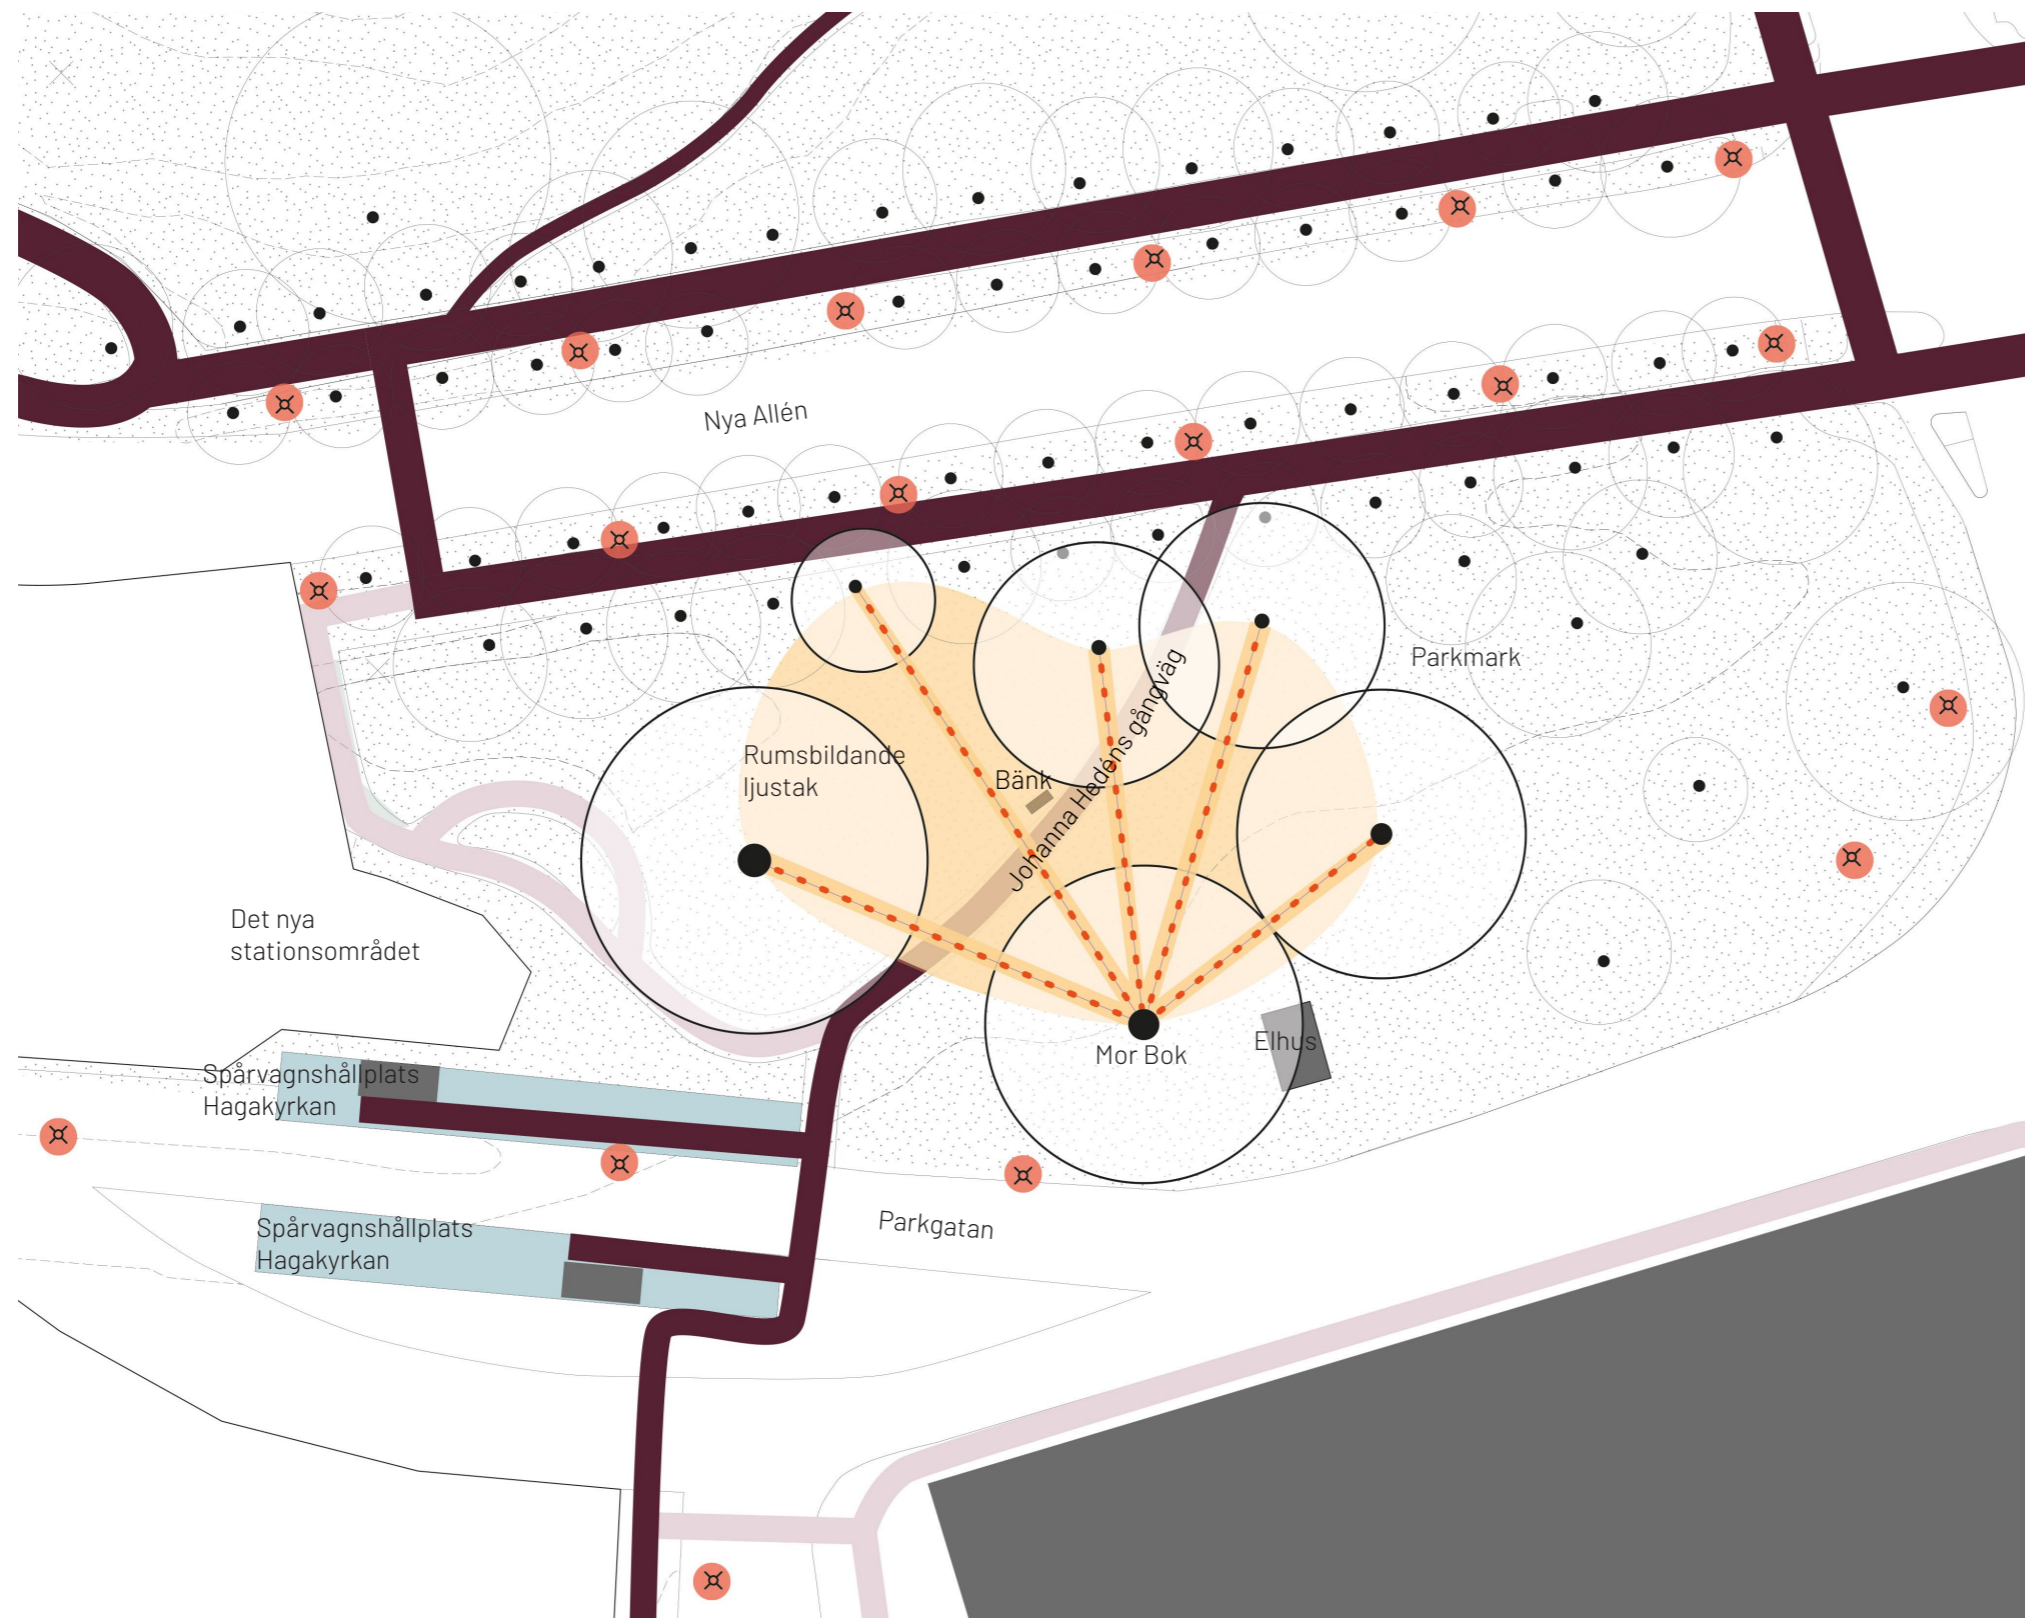 Nya Allén
Parkmark
Rumsbildande
ljustak
Bänk
Johanna Hedéns gångväg
Det nya
stationsområdet
Mor Bok
Elhus
Spårvagnshållplats
Hagakyrkan
Parkgatan
Spårvagnshållplats
Hagakyrkan